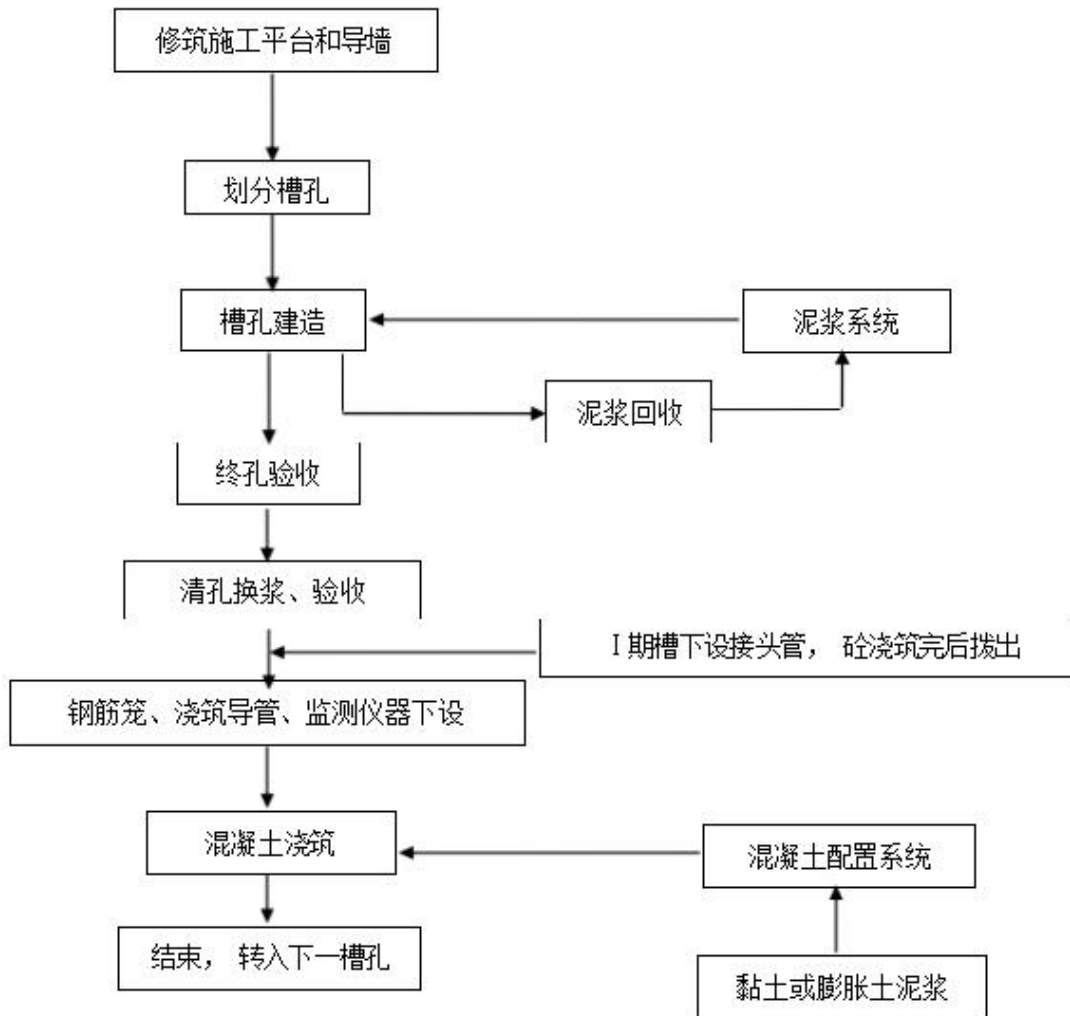 修筑施工平台和导墙
划分槽孔
槽孔建造
泥浆系统
泥浆回收
终孔验收
清孔换浆、验收
Ⅰ期槽下设接头管， 砼浇筑完后拨出
钢筋笼、浇筑导管、监测仪器下设
混凝土浇筑
混凝土配置系统
结束， 转入下一槽孔
黏土或膨胀土泥浆